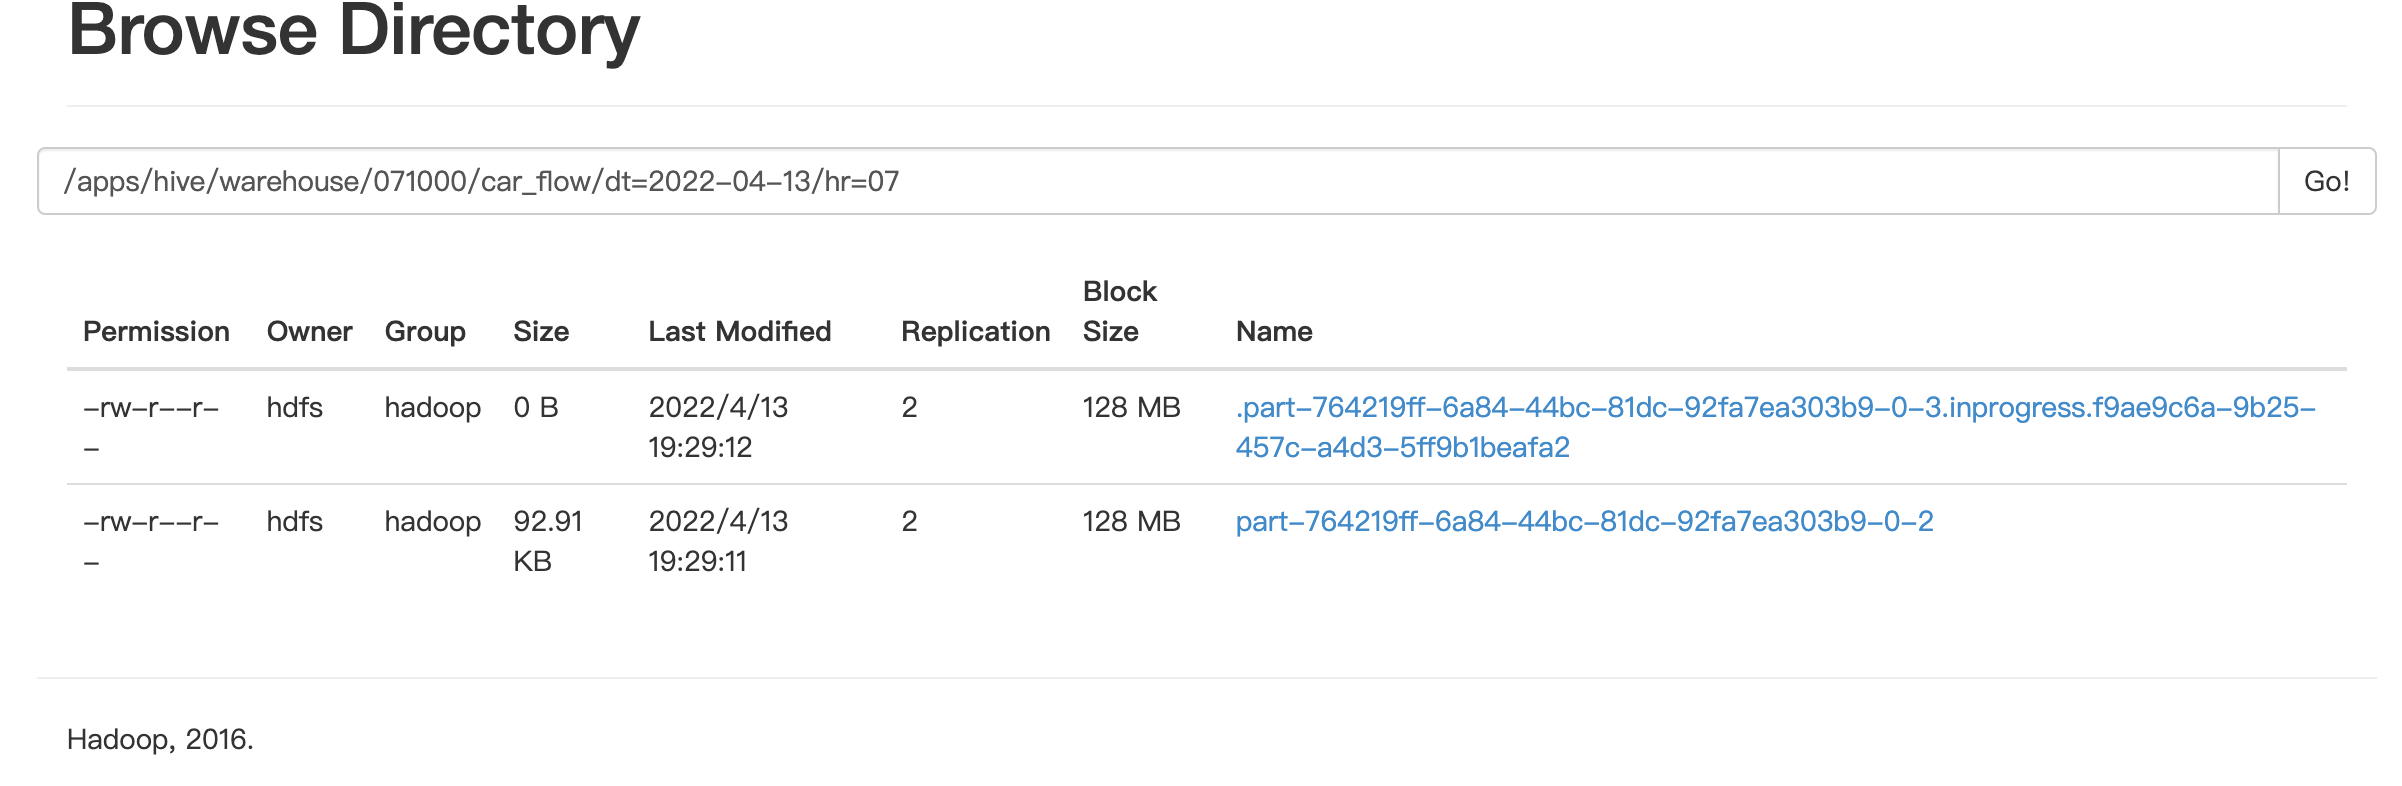 Browse Directory
/apps/hive/warehouse/071000/car_flow/dt=2022-04-13/hr=07
Go!
Permission Owner Group Size Last Modified Replication Block Size Name
-rw-r--r-- hdfs hadoop 0 B 2022/4/13 19:29:12 2 128 MB .part-764219ff-6a84-44bc-81dc-92fa7ea303b9-0-3.inprogress.f9ae9c6a-9b25-457c-a4d3-5ff9b1beafa2
-rw-r--r-- hdfs hadoop 92.91 KB 2022/4/13 19:29:11 2 128 MB part-764219ff-6a84-44bc-81dc-92fa7ea303b9-0-2
Hadoop, 2016.